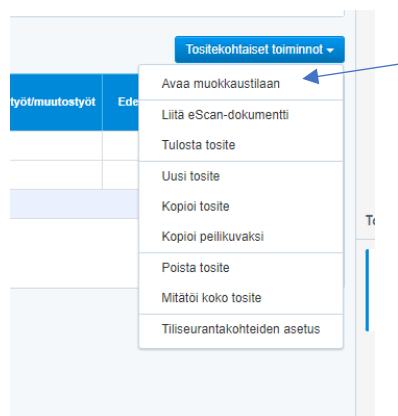 Tositekohtaiset toiminnot
Avaa muokkaustilaan
työt/muutostyöt
Liitä eScan-dokumentti
Tulosta tosite
Uusi tosite
Kopioi tosite
Kopioi peilikuvaksi
Poista tosite
Mitätöi koko tosite
Tiliseurantakohteiden asetus